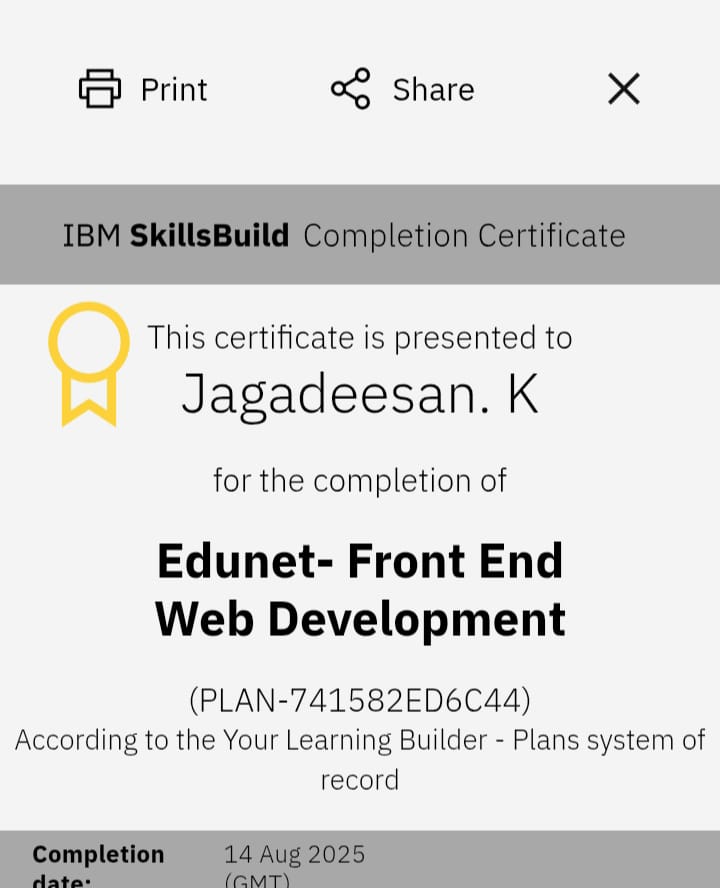 Print
Share
IBM SkillsBuild Completion Certificate
This certificate is presented to
Jagadeesan. K
for the completion of
Edunet- Front End
Web Development
(PLAN-741582ED6C44)
According to the Your Learning Builder - Plans system of
record
Completion 14 Aug 2025
date: (GMT)